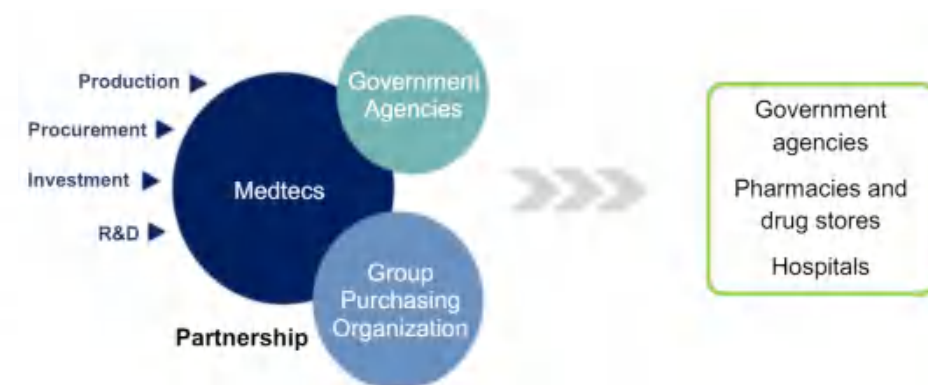 Production
Procurement
Investment
R&D
Medtecs
Government
Agencies
Group
Purchasing
Organization
Partnership
Government
agencies
Pharmacies and
drug stores
Hospitals